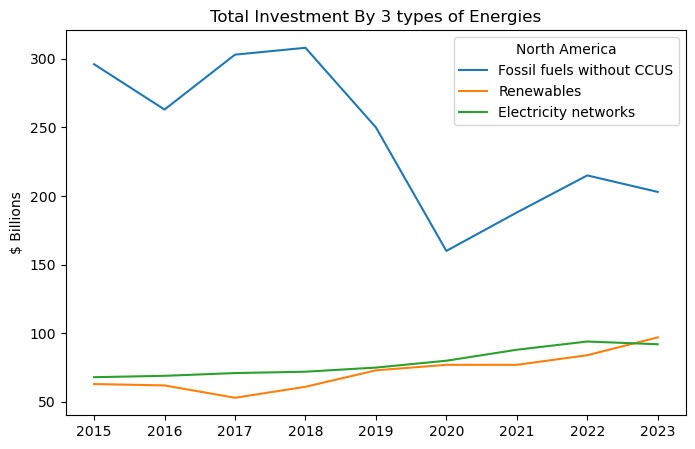 Total Investment By 3 types of Energies
North America
Fossil fuels without CCUS
Renewables
Electricity networks
$ Billions
300
250
200
150
100
50
2015 2016 2017 2018 2019 2020 2021 2022 2023